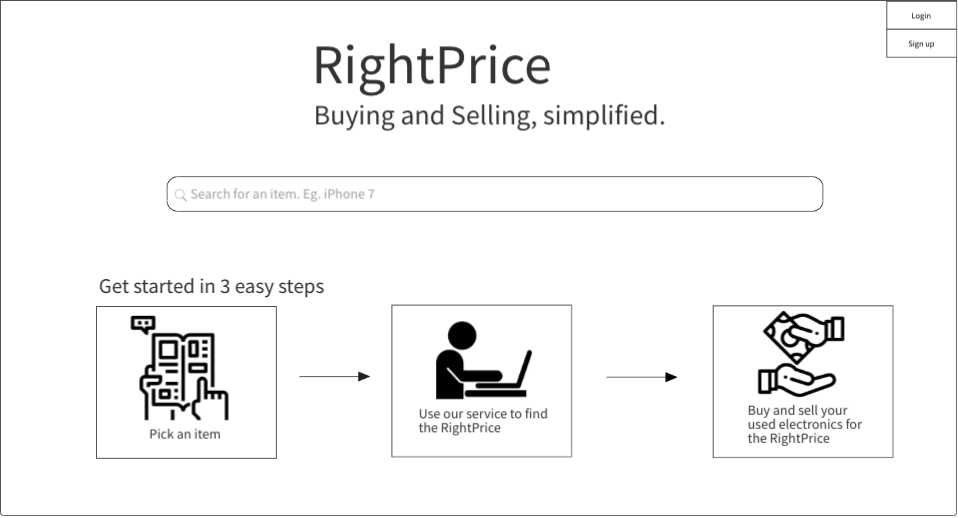 Login
Sign up
RightPrice
Buying and Selling, simplified.
Search for an item. Eg. iPhone 7
Get started in 3 easy steps
Pick an item
Use our service to find
the RightPrice
Buy and sell your
used electronics for
the RightPrice